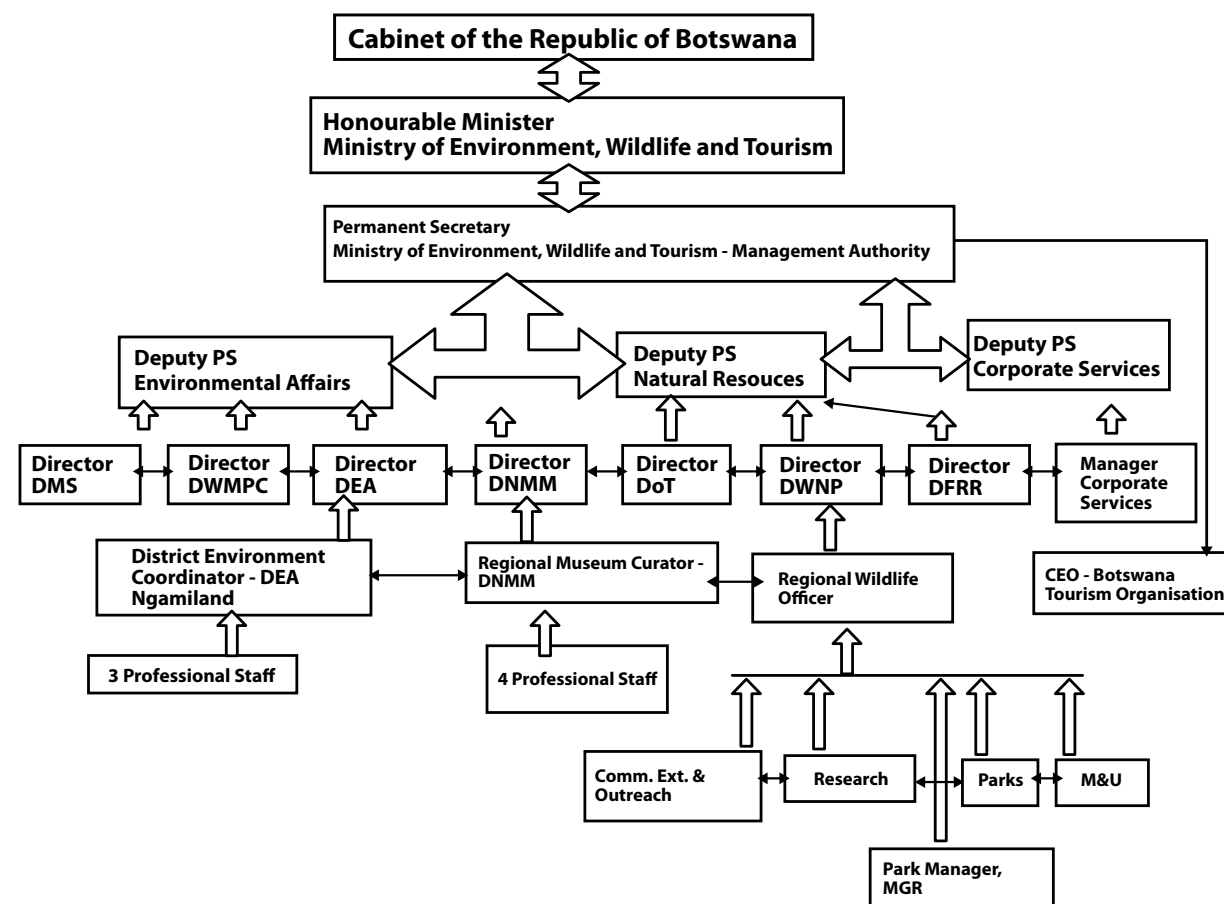 Cabinet of the Republic of Botswana
Honourable Minister
Ministry of Environment, Wildlife and Tourism
Permanent Secretary
Ministry of Environment, Wildlife and Tourism - Management Authority
Deputy PS
Environmental Affairs
Deputy PS
Natural Resouces
Deputy PS
Corporate Services
Director
DMS
Director
DWMPC
Director
DEA
Director
DNMM
Director
DoT
Director
DWNP
Director
DFRR
Manager
Corporate
Services
District Environment
Coordinator - DEA
Ngamiland
Regional Museum Curator -
DNMM
Regional Wildlife
Officer
CEO - Botswana
Tourism Organisation
3 Professional Staff
4 Professional Staff
Comm. Ext. &
Outreach
Research
Parks
M&U
Park Manager,
MGR